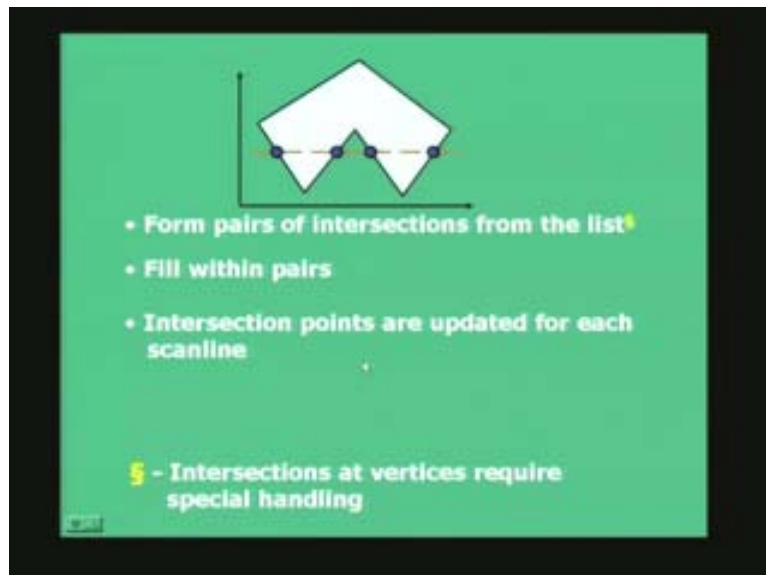 • Form pairs of intersections from the list§
• Fill within pairs
• Intersection points are updated for each
scanline
§ – Intersections at vertices require
special handling